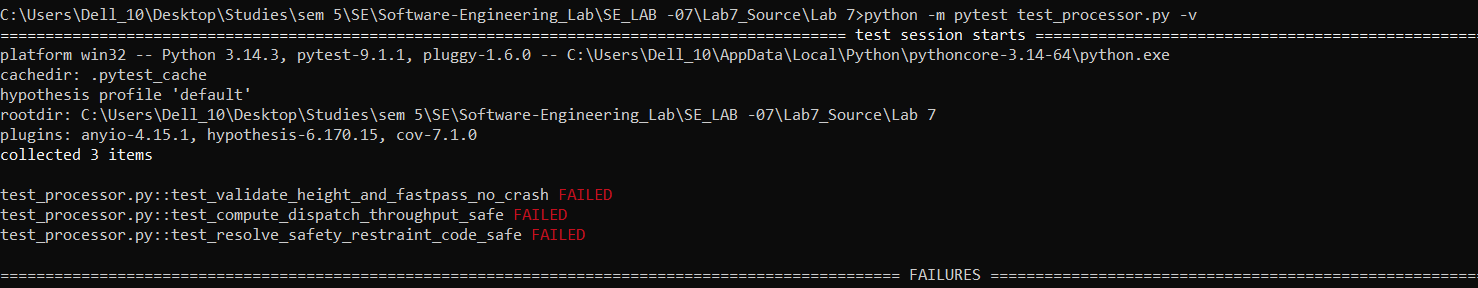 C:\Users\Dell_10\Desktop\Studies\sem 5\SE\Software-Engineering_Lab\SE_LAB -07\Lab7_Source\Lab 7>python -m pytest test_processor.py -v
============================================================================================= test session starts =================================================
platform win32 -- Python 3.14.3, pytest-9.1.1, pluggy-1.6.0 -- C:\Users\Dell_10\AppData\Local\Python\pythoncore-3.14-64\python.exe
cachedir: .pytest_cache
hypothesis profile 'default'
rootdir: C:\Users\Dell_10\Desktop\Studies\sem 5\SE\Software-Engineering_Lab\SE_LAB -07\Lab7_Source\Lab 7
plugins: anyio-4.15.1, hypothesis-6.170.15, cov-7.1.0
collected 3 items
test_processor.py::test_validate_height_and_fastpass_no_crash FAILED
test_processor.py::test_compute_dispatch_throughput_safe FAILED
test_processor.py::test_resolve_safety_restraint_code_safe FAILED
=================================================================================================== FAILURES ======================================================